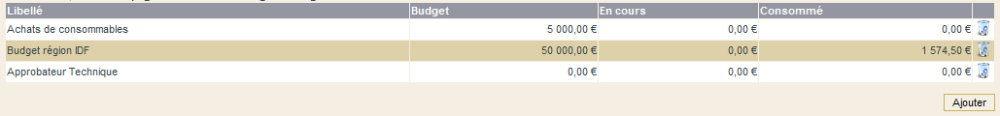 Libellé Budget En cours Consommé
Achats de consommables 5 000,00 € 0,00 € 0,00 €
Budget région IDF 50 000,00 € 0,00 € 1 574,50 €
Approbateur Technique 0,00 € 0,00 € 0,00 €
Ajouter